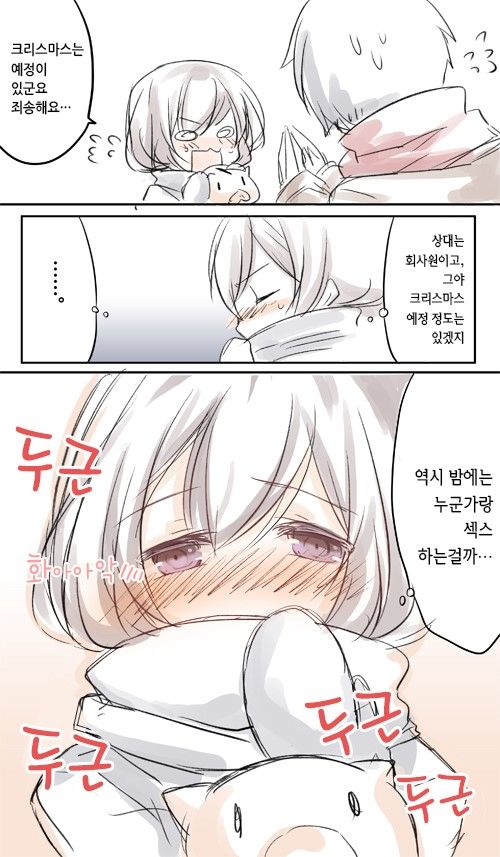 크리스마스는
예정이
있군요
죄송해요…
상대는
회사원이고,
그야
크리스마스
예정 정도는
있겠지
……。
역시 밤에는
누군가랑
섹스
하는걸까…
두근
화아아악////
두근
두근
두근